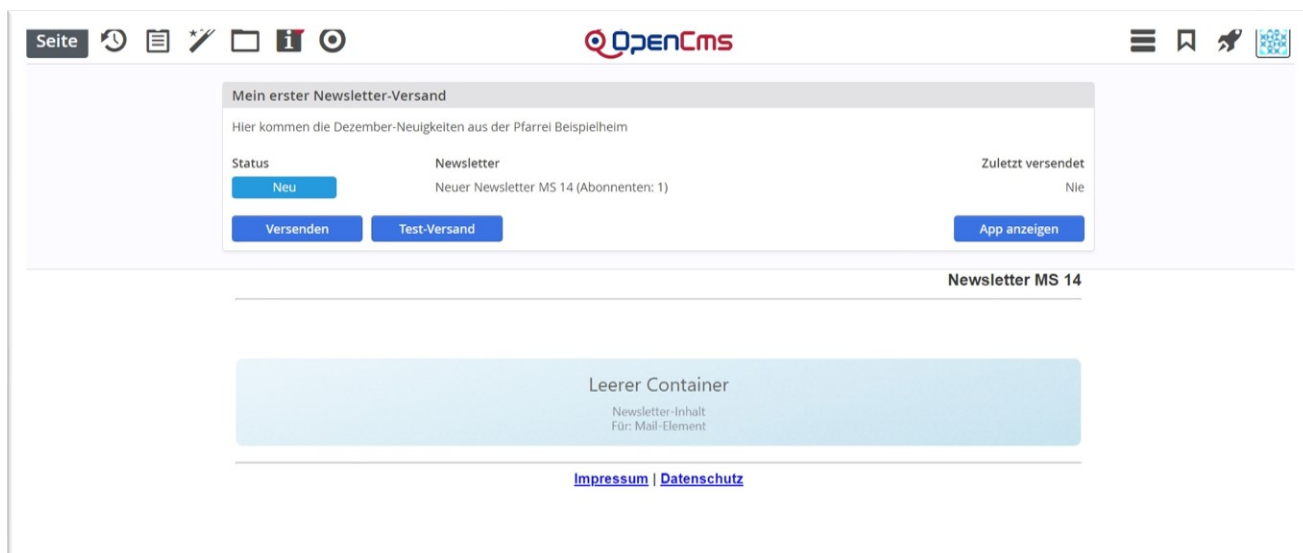 Seite
OpenCms
Mein erster Newsletter-Versand
Hier kommen die Dezember-Neuigkeiten aus der Pfarrei Beispielheim
Status Newsletter Zuletzt versendet
Neu Neuer Newsletter MS 14 (Abonnenten: 1) Nie
Versenden Test-Versand App anzeigen
Newsletter MS 14
Leerer Container
Newsletter-Inhalt
Für: Mail-Element
Impressum | Datenschutz